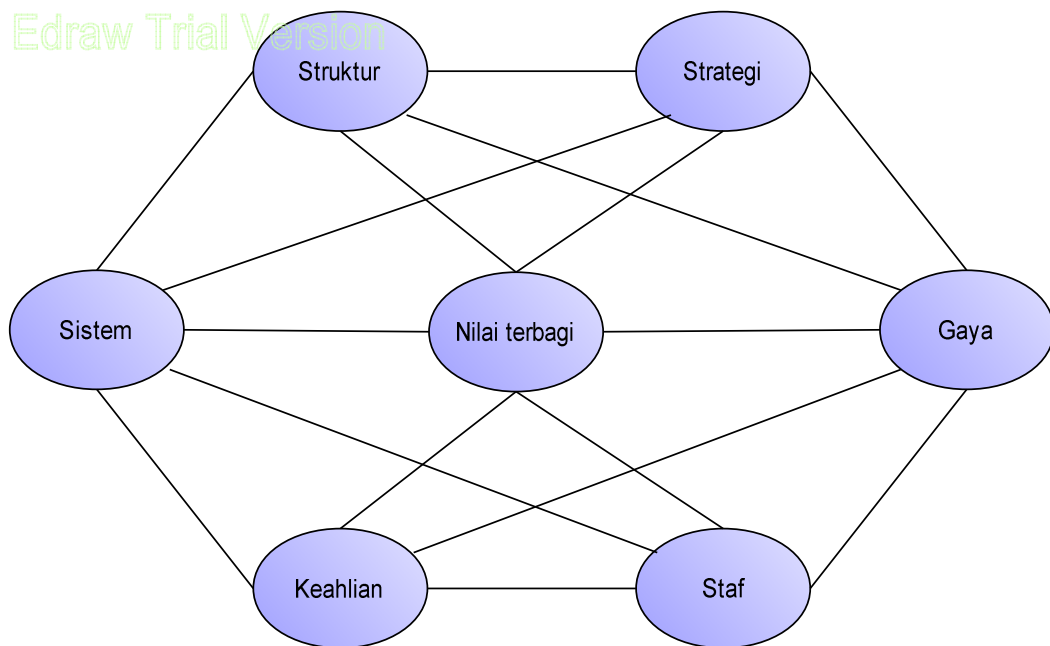 Edraw Trial Version
Struktur
Strategi
Sistem
Nilai terbagi
Gaya
Keahlian
Staf